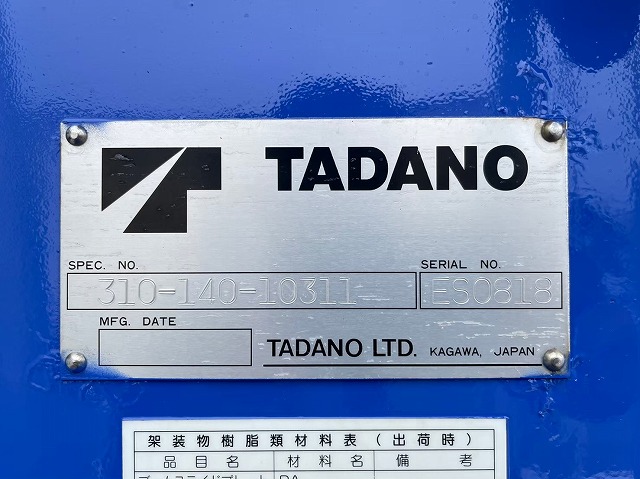 TADANO
SPEC. NO.
310-140-10311
SERIAL NO.
ES0818
MFG. DATE
TADANO LTD. KAGAWA, JAPAN
架装物樹脂類材料表(出荷時)
品目名 材料名 備考